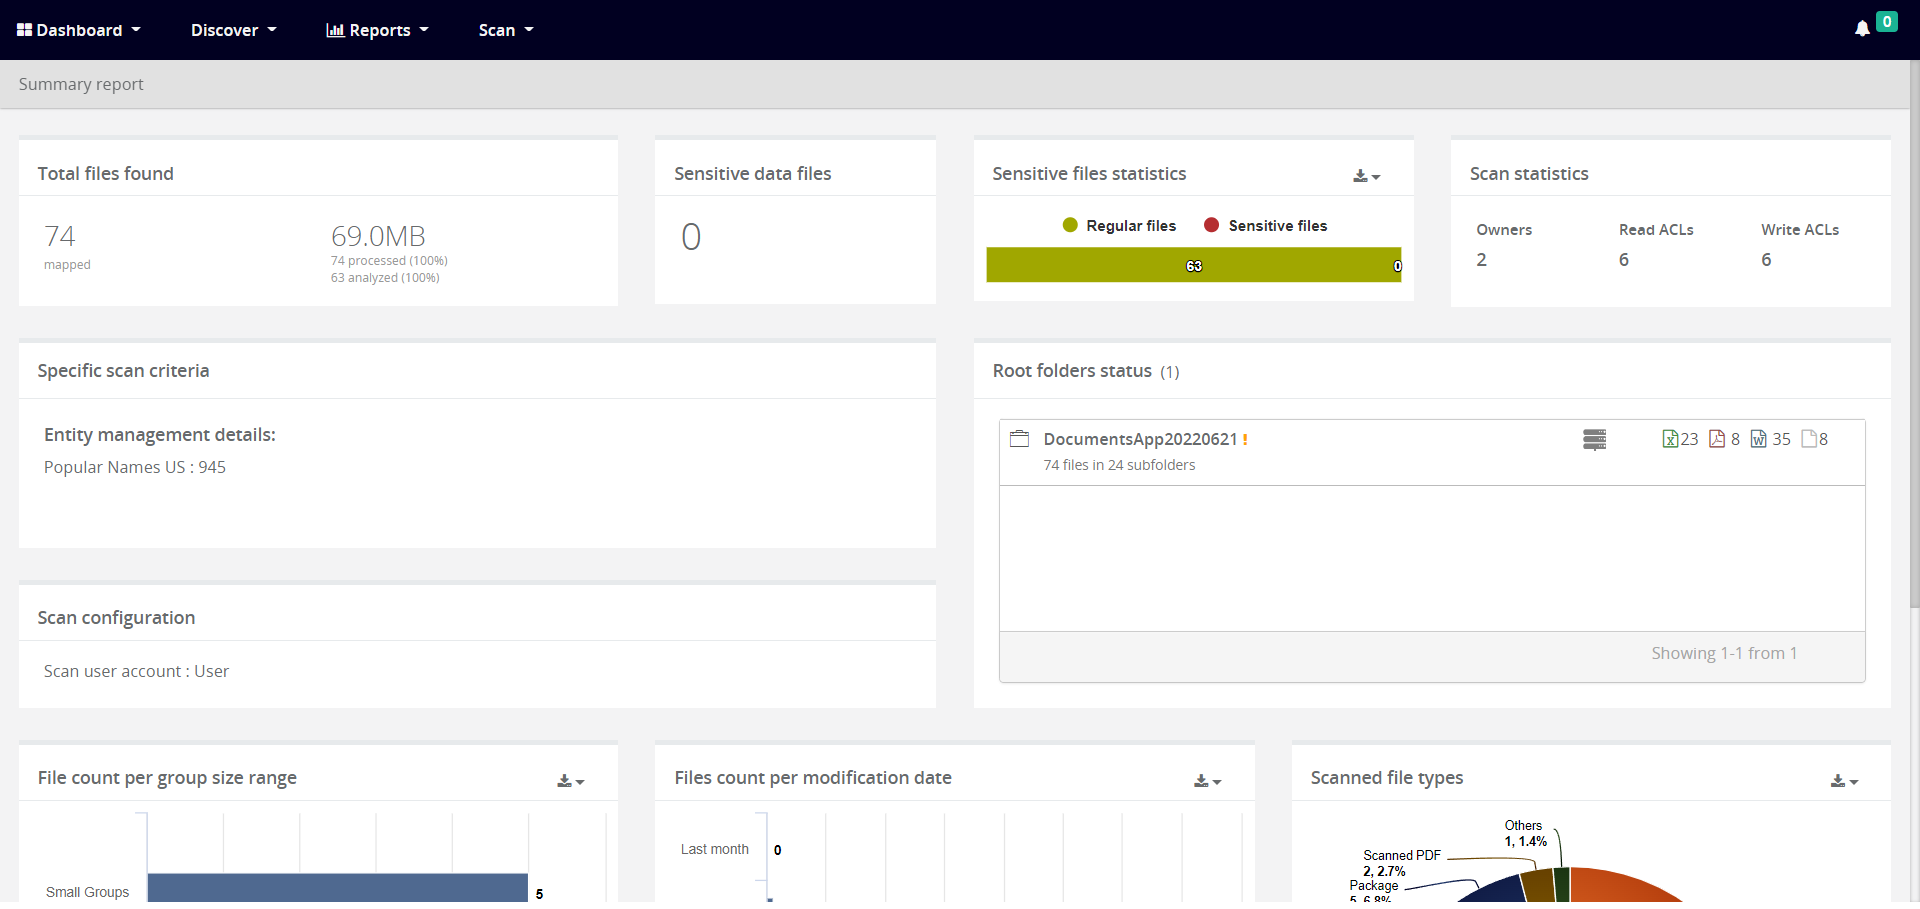 Dashboard
Discover
Reports
Scan
0
Summary report
Total files found
74
mapped
69.0MB
74 processed (100%)
63 analyzed (100%)
Sensitive data files
0
Sensitive files statistics
Regular files
Sensitive files
63
0
Scan statistics
Owners
Read ACLs
Write ACLs
2
6
6
Specific scan criteria
Entity management details:
Popular Names US : 945
Root folders status (1)
DocumentsApp20220621 !
23
8
35
8
74 files in 24 subfolders
Showing 1-1 from 1
Scan configuration
Scan user account : User
File count per group size range
Small Groups
5
Files count per modification date
Last month
0
Scanned file types
Others
1, 1.4%
Scanned PDF
2, 2.7%
Package
5, 6.8%